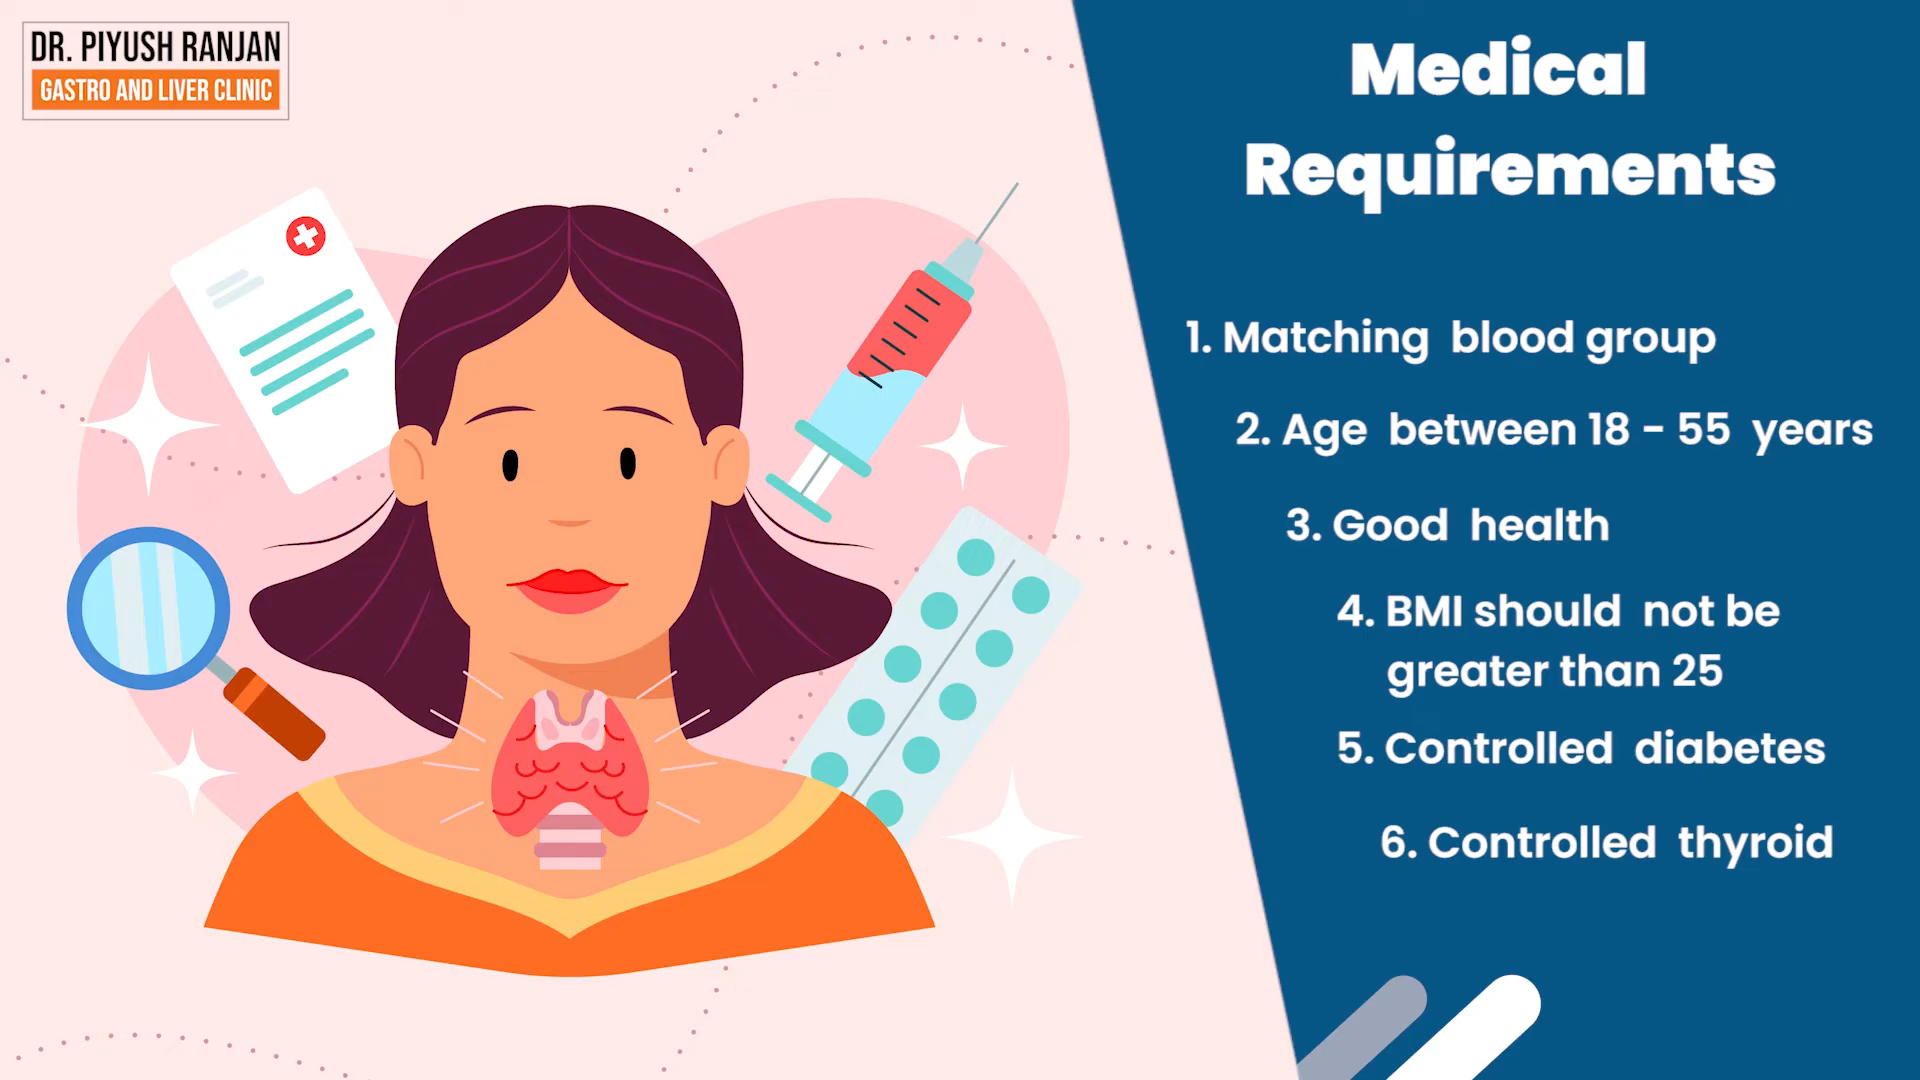 DR. PIYUSH RANJAN
GASTRO AND LIVER CLINIC
Medical
Requirements
1. Matching blood group
2. Age between 18 - 55 years
3. Good health
4. BMI should not be
greater than 25
5. Controlled diabetes
6. Controlled thyroid